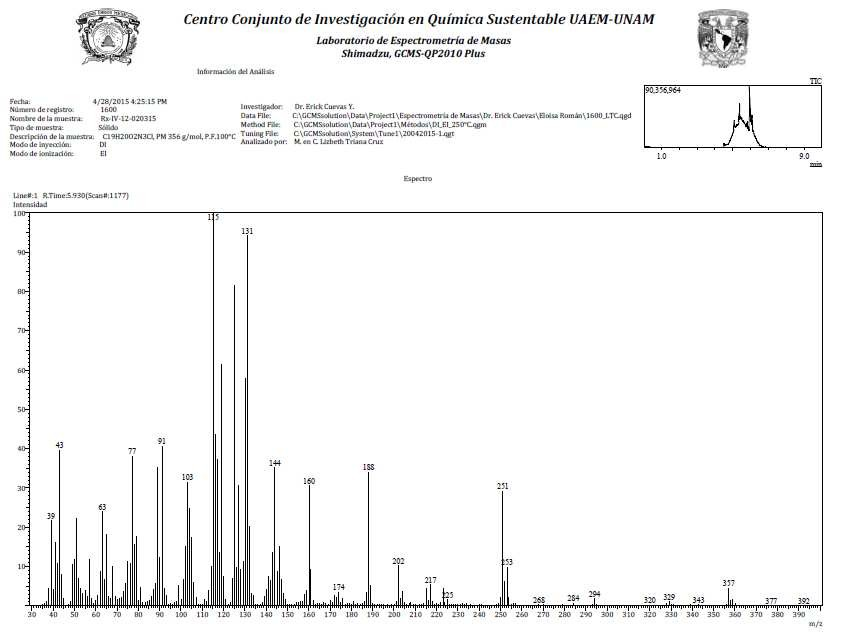 Centro Conjunto de Investigación en Química Sustentable UAEM-UNAM
Laboratorio de Espectrometría de Masas
Shimadzu, GCMS-QP2010 Plus
Información del Análisis
Fecha: 4/28/2015 4:25:15 PM
Número de registro: 1600
Nombre de la muestra: Rx-IV-12-020315
Tipo de muestra: Sólido
Descripción de la muestra: C19H20O2N3Cl, PM 356 g/mol, P.F.100°C
Modo de inyección: DI
Modo de ionización: EI
Investigador: Dr. Erick Cuevas Y.
Data File: C:\GCMSsolution\Data\Project1\Espectrometría de Masas\Dr. Erick Cuevas\Eloisa Román\1600_LTC.qgd
Method File: C:\GCMSsolution\Data\Project1\Métodos\DI_EI_250°C.qgm
Tuning File: C:\GCMSsolution\System\Tune1\20042015-1.qgt
Analizado por: M. en C. Lizbeth Triana Cruz
TIC
90,356,964
1.0 9.0
min
Espectro
Line#:1 R.Time:5.930(Scan#:1177)
Intensidad
100
90
80
70
60
50
40
30
20
10
115
131
43
91
77
144
188
103
160
251
63
39
202
253
217
174
225
268
284
294
320
329
343
357
377
392
30 40 50 60 70 80 90 100 110 120 130 140 150 160 170 180 190 200 210 220 230 240 250 260 270 280 290 300 310 320 330 340 350 360 370 380 390
m/z